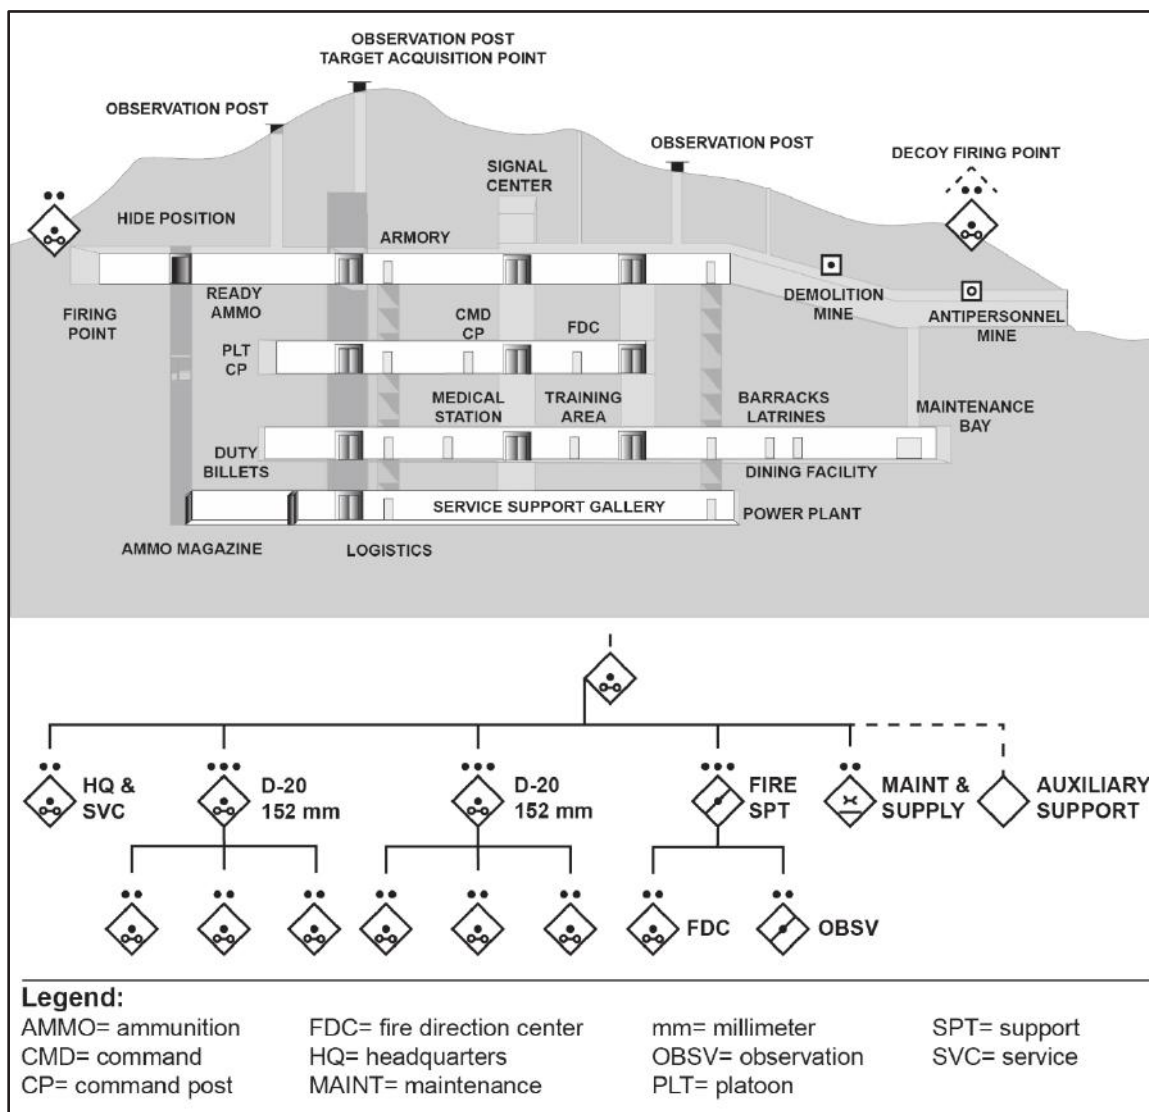 OBSERVATION POST
TARGET ACQUISITION POINT
OBSERVATION POST
OBSERVATION POST
DECOY FIRING POINT
SIGNAL
CENTER
HIDE POSITION
ARMORY
FIRING
POINT
READY
AMMO
DEMOLITION
MINE
ANTIPERSONNEL
MINE
CMD
CP
FDC
PLT
CP
MEDICAL
STATION
TRAINING
AREA
BARRACKS
LATRINES
MAINTENANCE
BAY
DUTY
BILLETS
DINING FACILITY
SERVICE SUPPORT GALLERY
POWER PLANT
AMMO MAGAZINE
LOGISTICS
HQ &
SVC
D-20
152 mm
D-20
152 mm
FIRE
SPT
MAINT &
SUPPLY
AUXILIARY
SUPPORT
FDC
OBSV
Legend:
AMMO= ammunition
CMD= command
CP= command post
FDC= fire direction center
HQ= headquarters
MAINT= maintenance
mm= millimeter
OBSV= observation
PLT= platoon
SPT= support
SVC= service